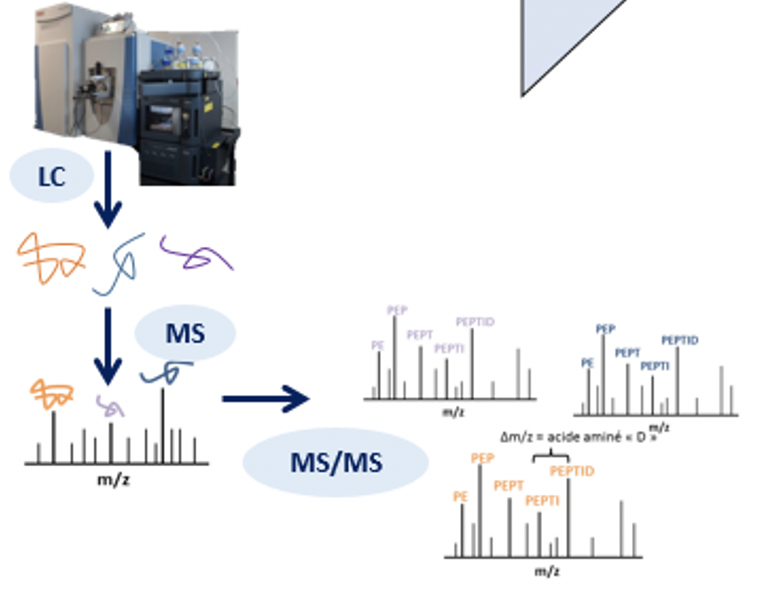 LC
MS
m/z
MS/MS
PEP
PEPTID
PE
PEPT
PEPTI
m/z
PEP
PEPTID
PE
PEPT
PEPTI
m/z
Δm/z = acide aminé « D »
PEP
PEPTID
PE
PEPT
PEPTI
m/z